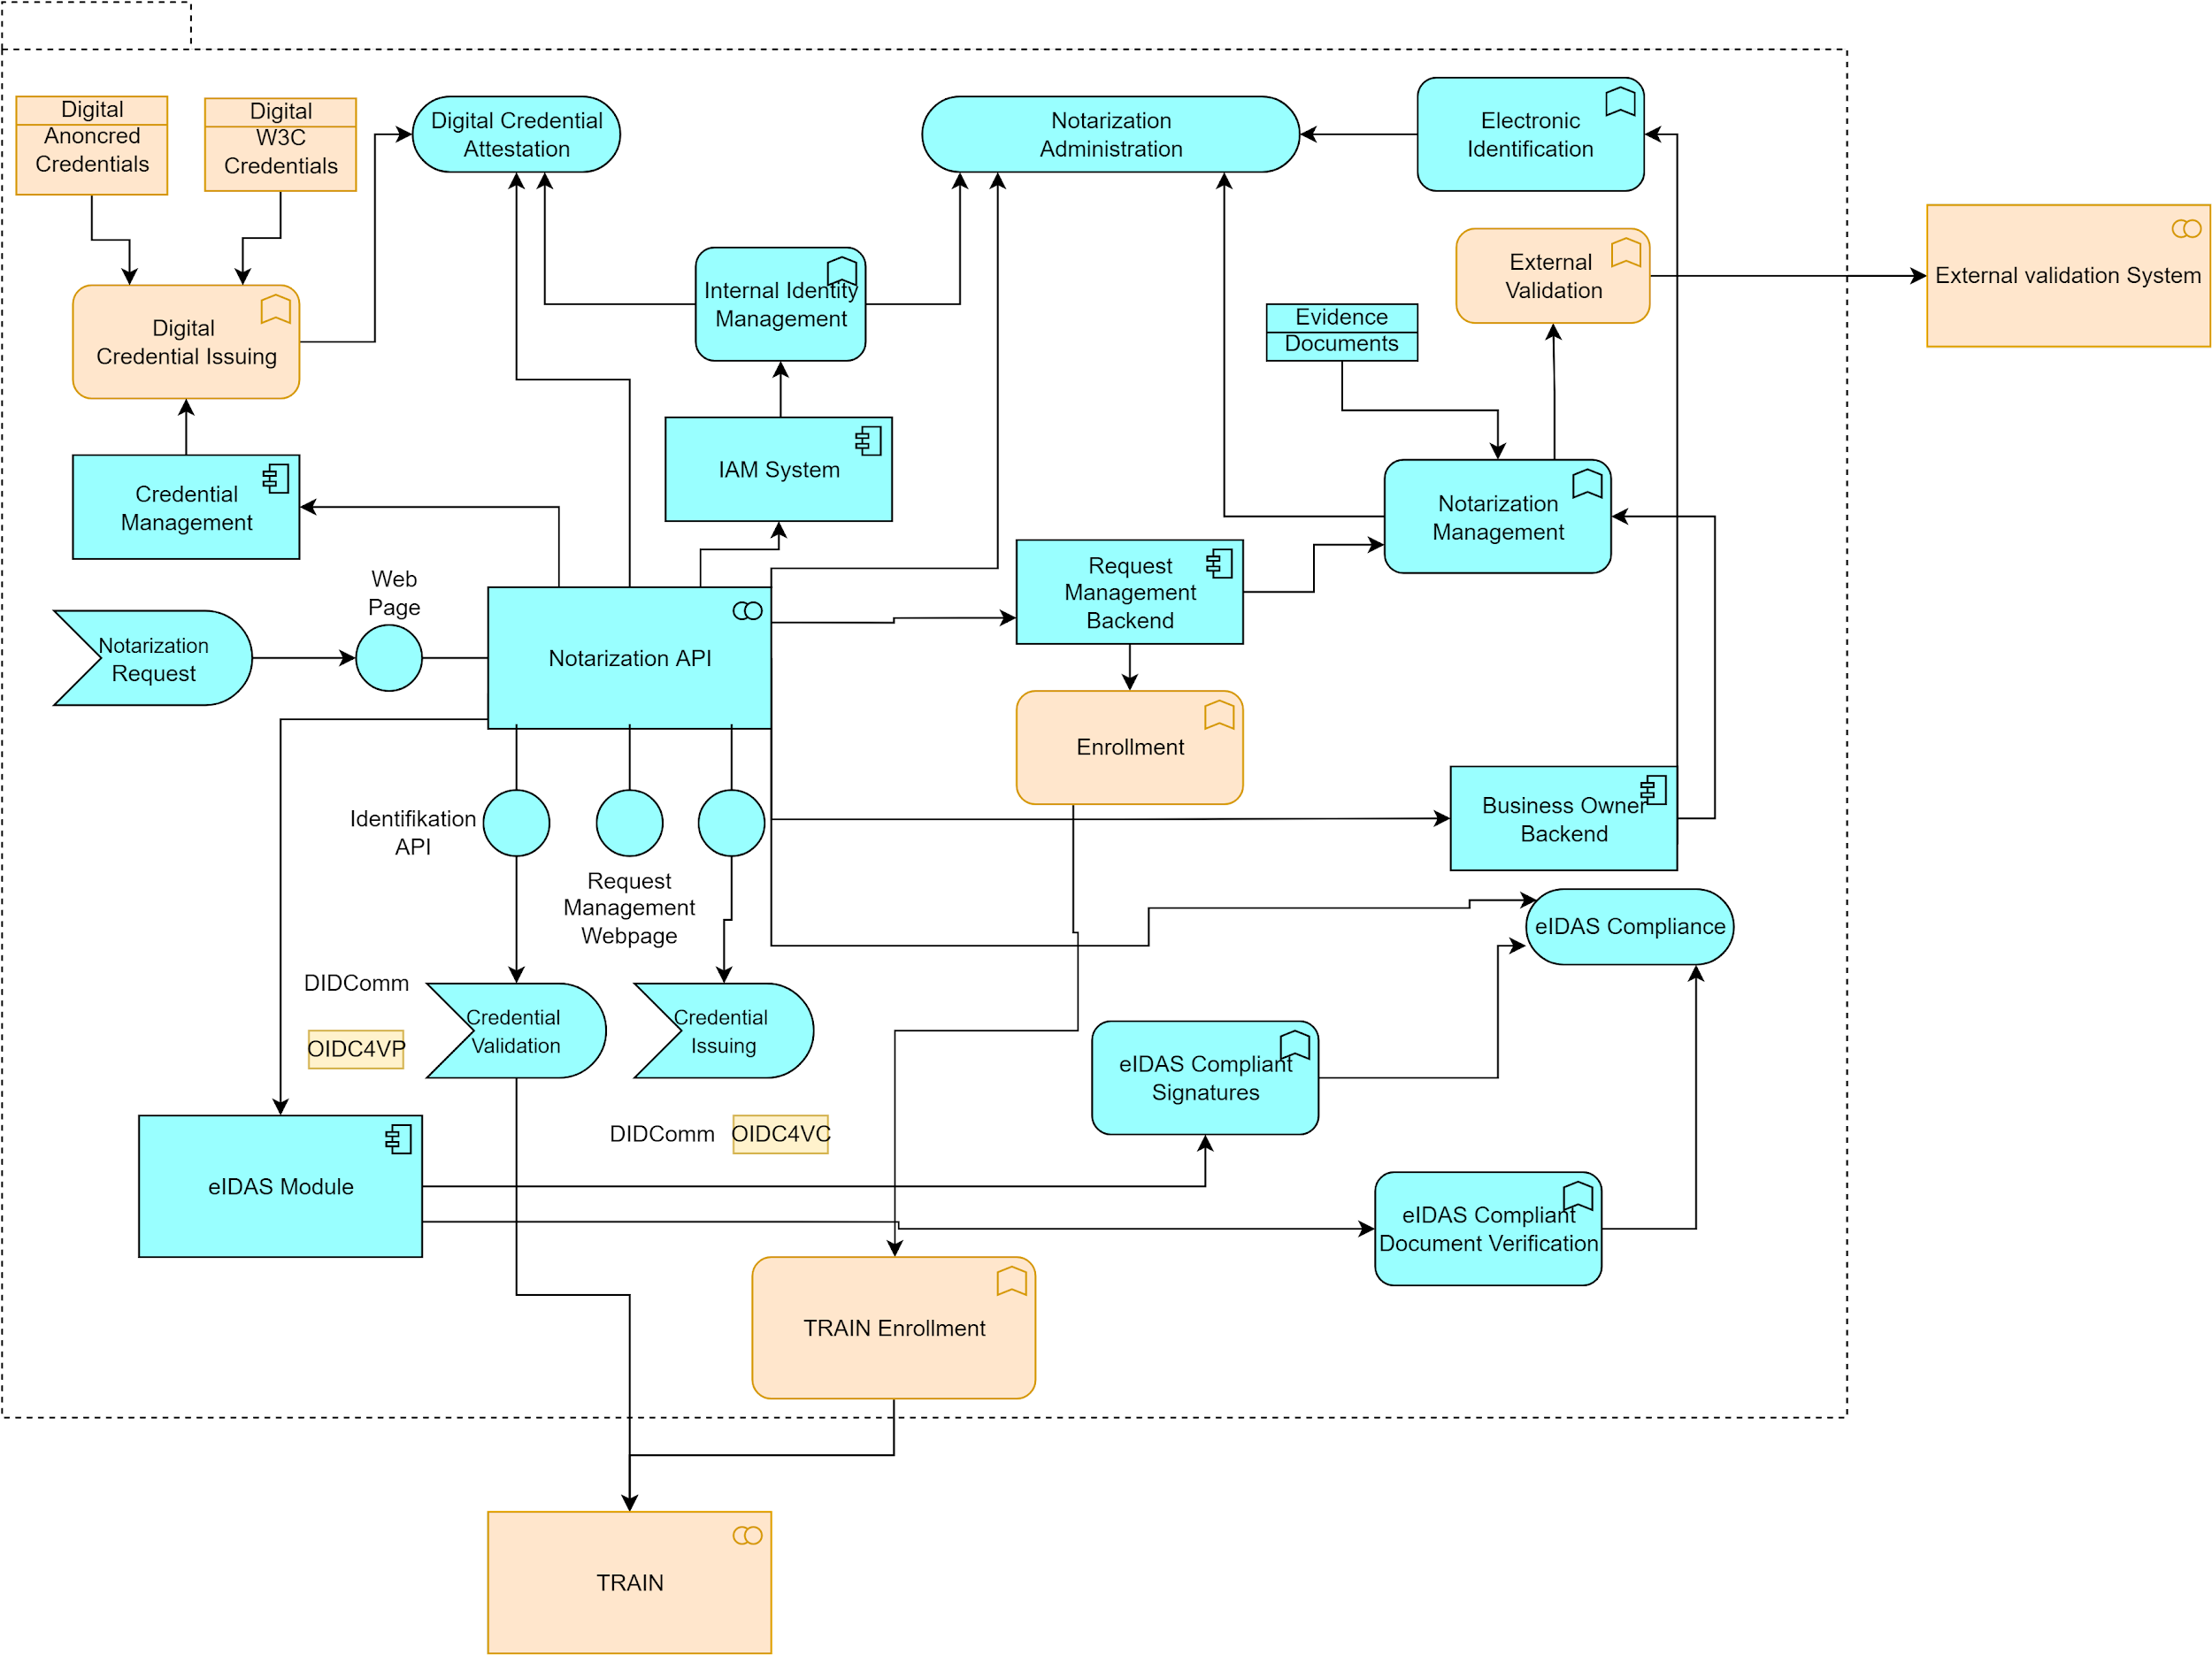 Digital
Anoncred
Credentials
Digital
W3C
Credentials
Digital Credential
Attestation
Notarization
Administration
Electronic
Identification
External
Validation
External validation System
Internal Identity
Management
Evidence
Documents
Digital
Credential Issuing
IAM System
Credential
Management
Notarization
Management
Request
Management
Backend
Web
Page
Notarization
Request
Notarization API
Enrollment
Business Owner
Backend
Identifikation
API
Request
Management
Webpage
eIDAS Compliance
DIDComm
OIDC4VP
Credential
Validation
Credential
Issuing
eIDAS Compliant
Signatures
DIDComm
OIDC4VC
eIDAS Module
eIDAS Compliant
Document Verification
TRAIN Enrollment
TRAIN